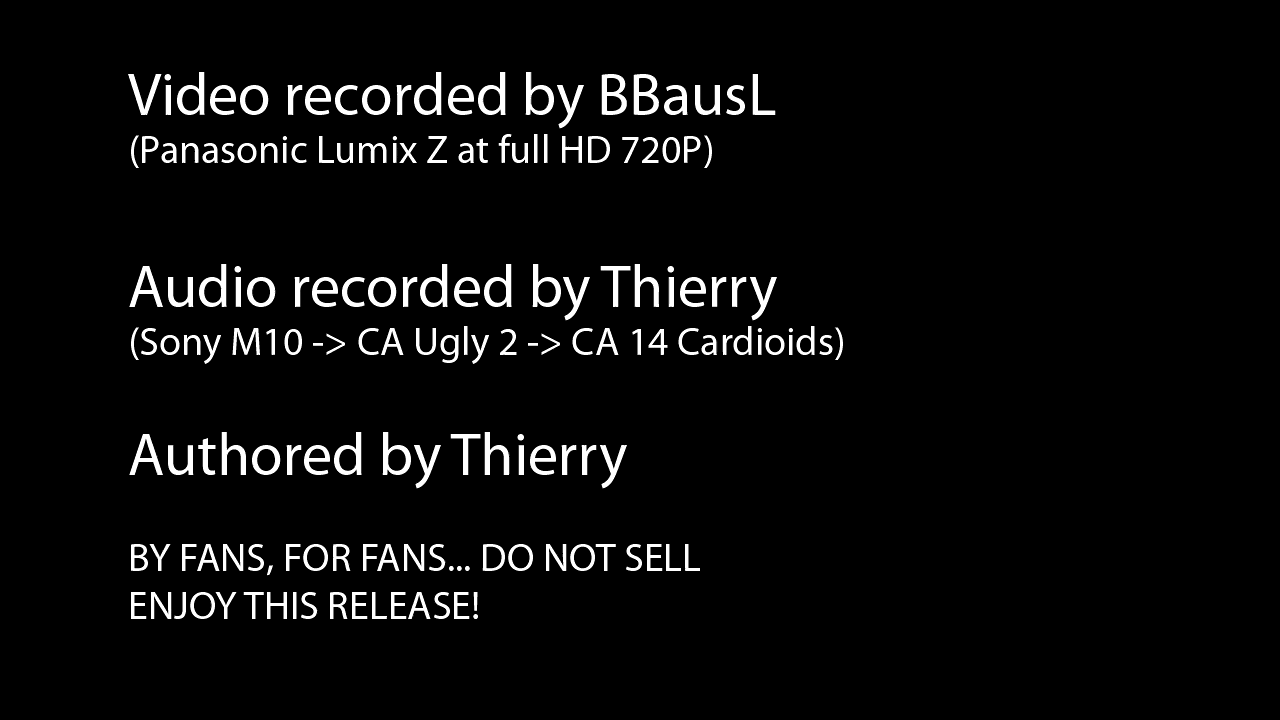 Video recorded by BBausL
(Panasonic Lumix Z at full HD 720P)
Audio recorded by Thierry
(Sony M10 -> CA Ugly 2 -> CA 14 Cardioids)
Authored by Thierry
BY FANS, FOR FANS... DO NOT SELL
ENJOY THIS RELEASE!